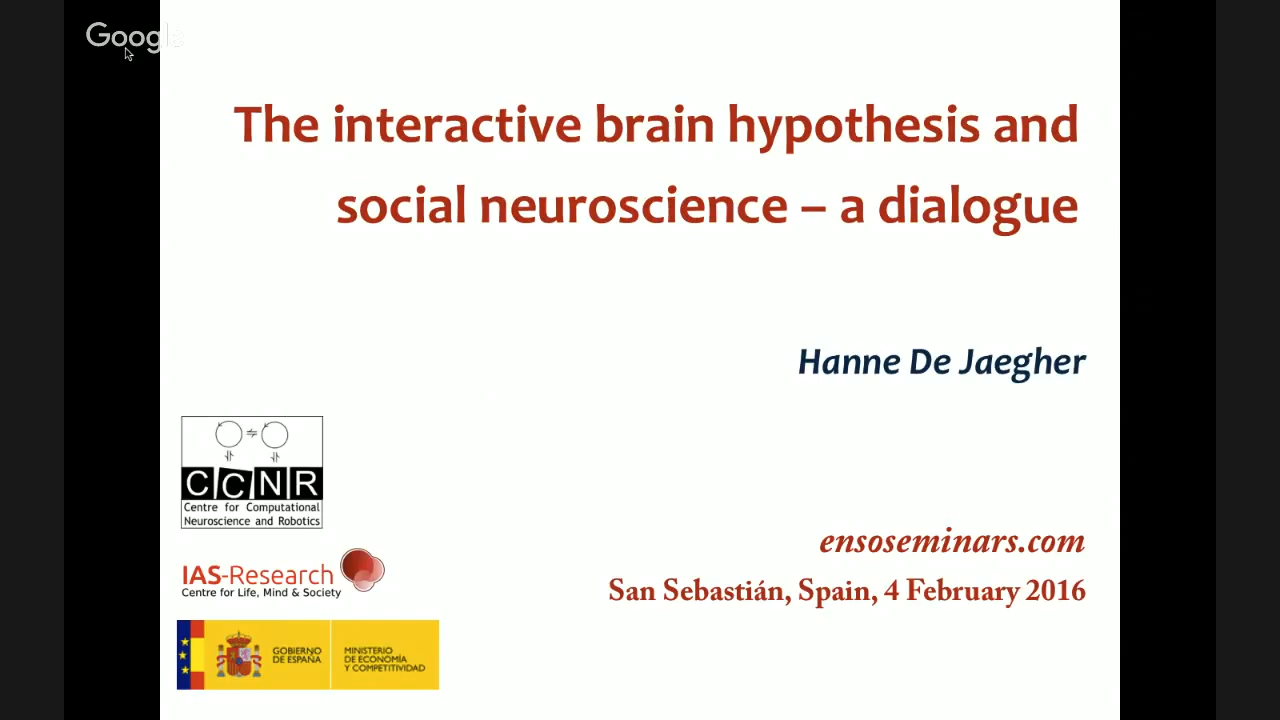 Google
The interactive brain hypothesis and
social neuroscience – a dialogue
Hanne De Jaegher
CCNR
Centre for Computational
Neuroscience and Robotics
ensoseminars.com
IAS-Research
Centre for Life, Mind & Society
San Sebastián, Spain, 4 February 2016
GOBIERNO
DE ESPAÑA
MINISTERIO
DE ECONOMÍA
Y COMPETITIVIDAD